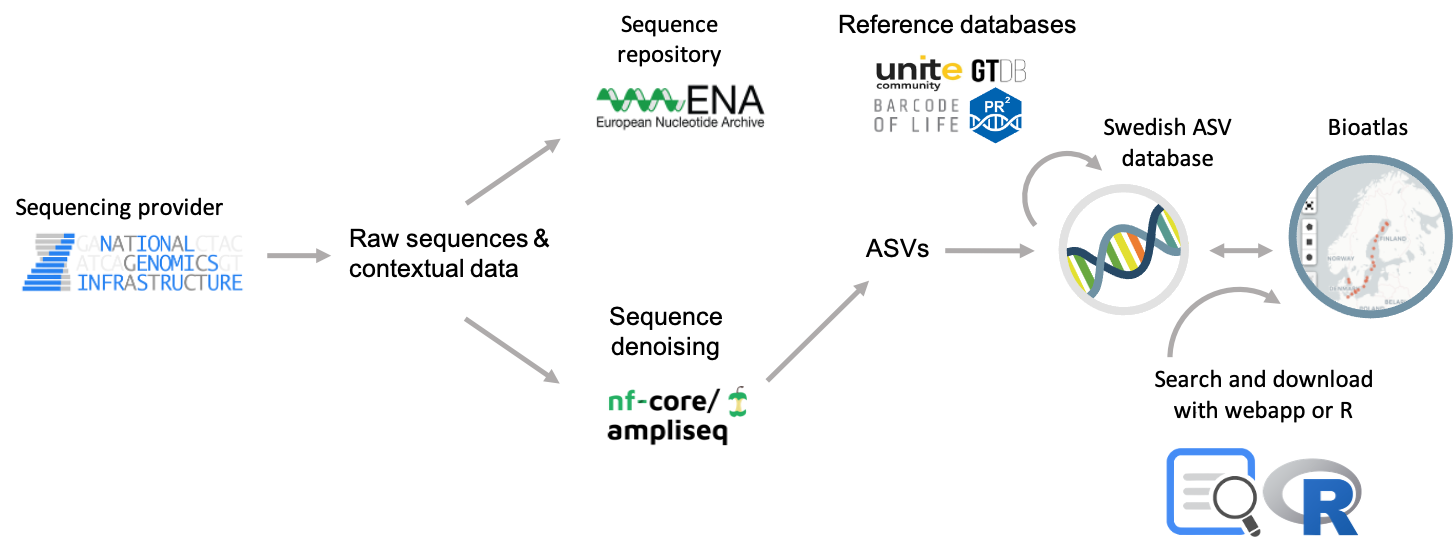 Sequencing provider
GANATIONALCTAC
ATCAGENOMICSGT
INFRASTRUCTURE
Raw sequences &
contextual data
Sequence
repository
ENA
European Nucleotide Archive
Sequence
denoising
nf-core/
ampliseq
Reference databases
unite
community
GTDB
BARCODE
OF LIFE
PR²
ASVs
Swedish ASV
database
Bioatlas
FINLAND
NORWAY
Search and download
with webapp or R
R